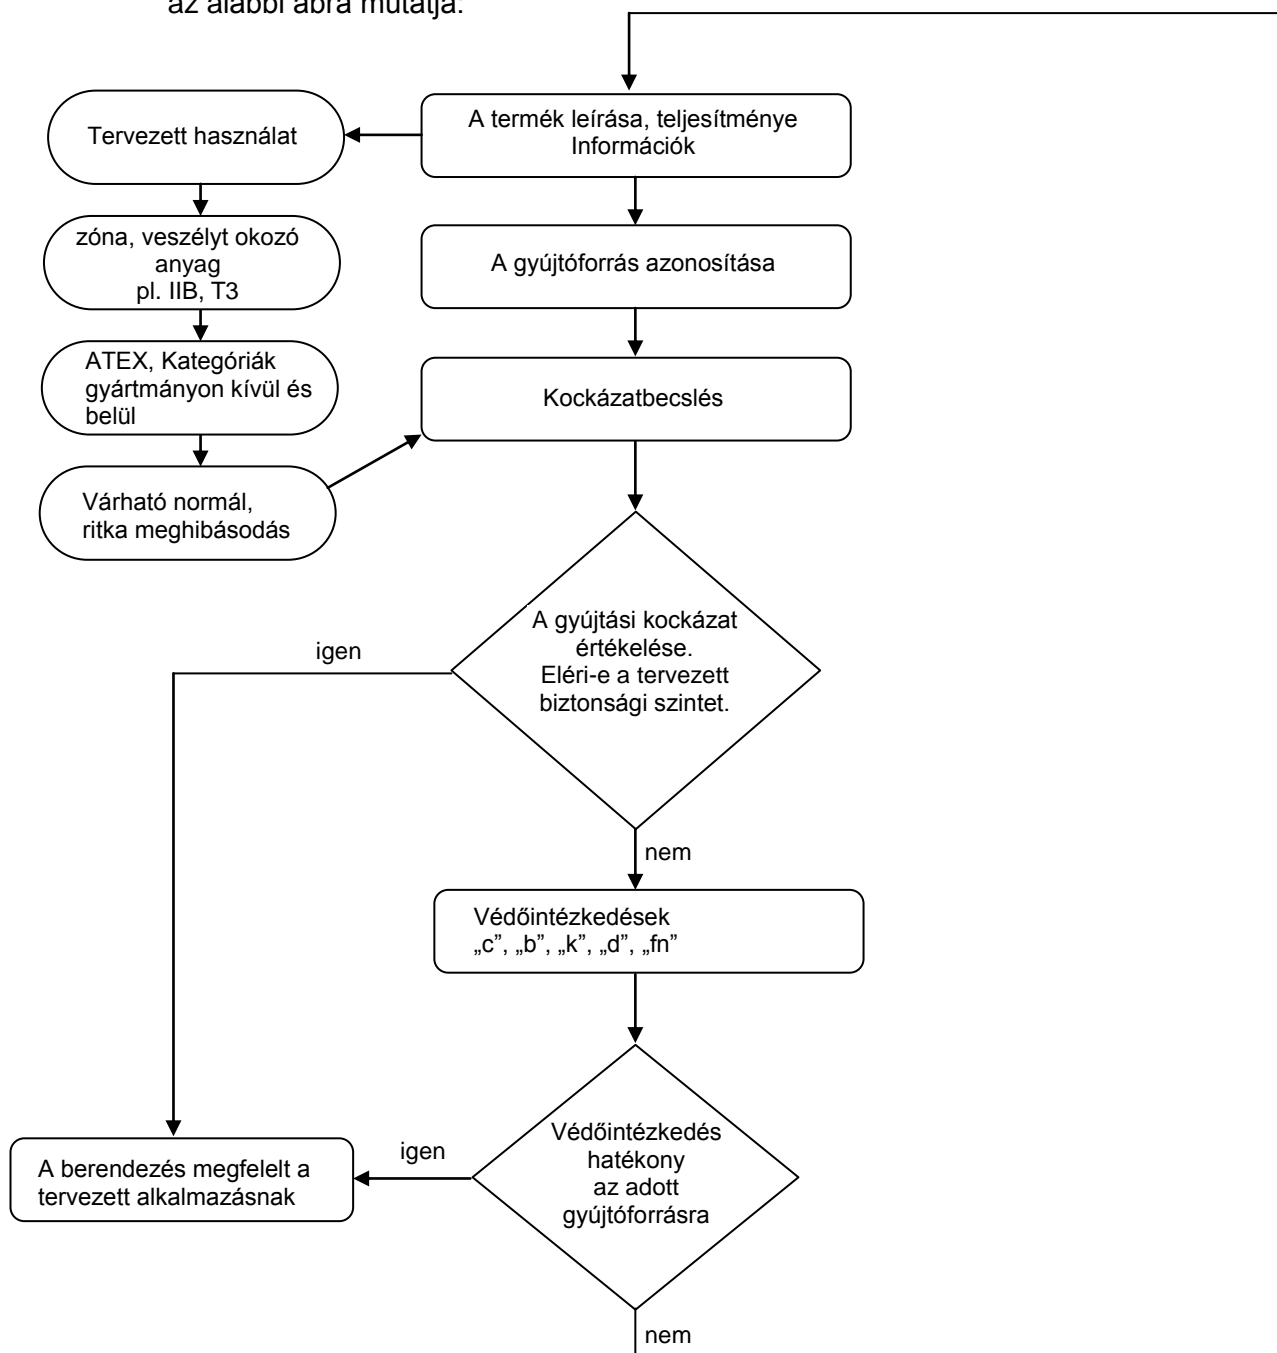 az alábbi ábra mutatja:
A termék leírása, teljesítménye
Információk
Tervezett használat
zóna, veszélyt okozó
anyag
pl. IIB, T3
A gyújtóforrás azonosítása
ATEX, Kategóriák
gyártmányon kívül és
belül
Kockázatbecslés
Várható normál,
ritka meghibásodás
A gyújtási kockázat
értékelése.
Eléri-e a tervezett
biztonsági szintet.
igen
nem
Védőintézkedések
„c”, „b”, „k”, „d”, „fn”
Védőintézkedés
hatékony
az adott
gyújtóforrásra
igen
A berendezés megfelelt a
tervezett alkalmazásnak
nem